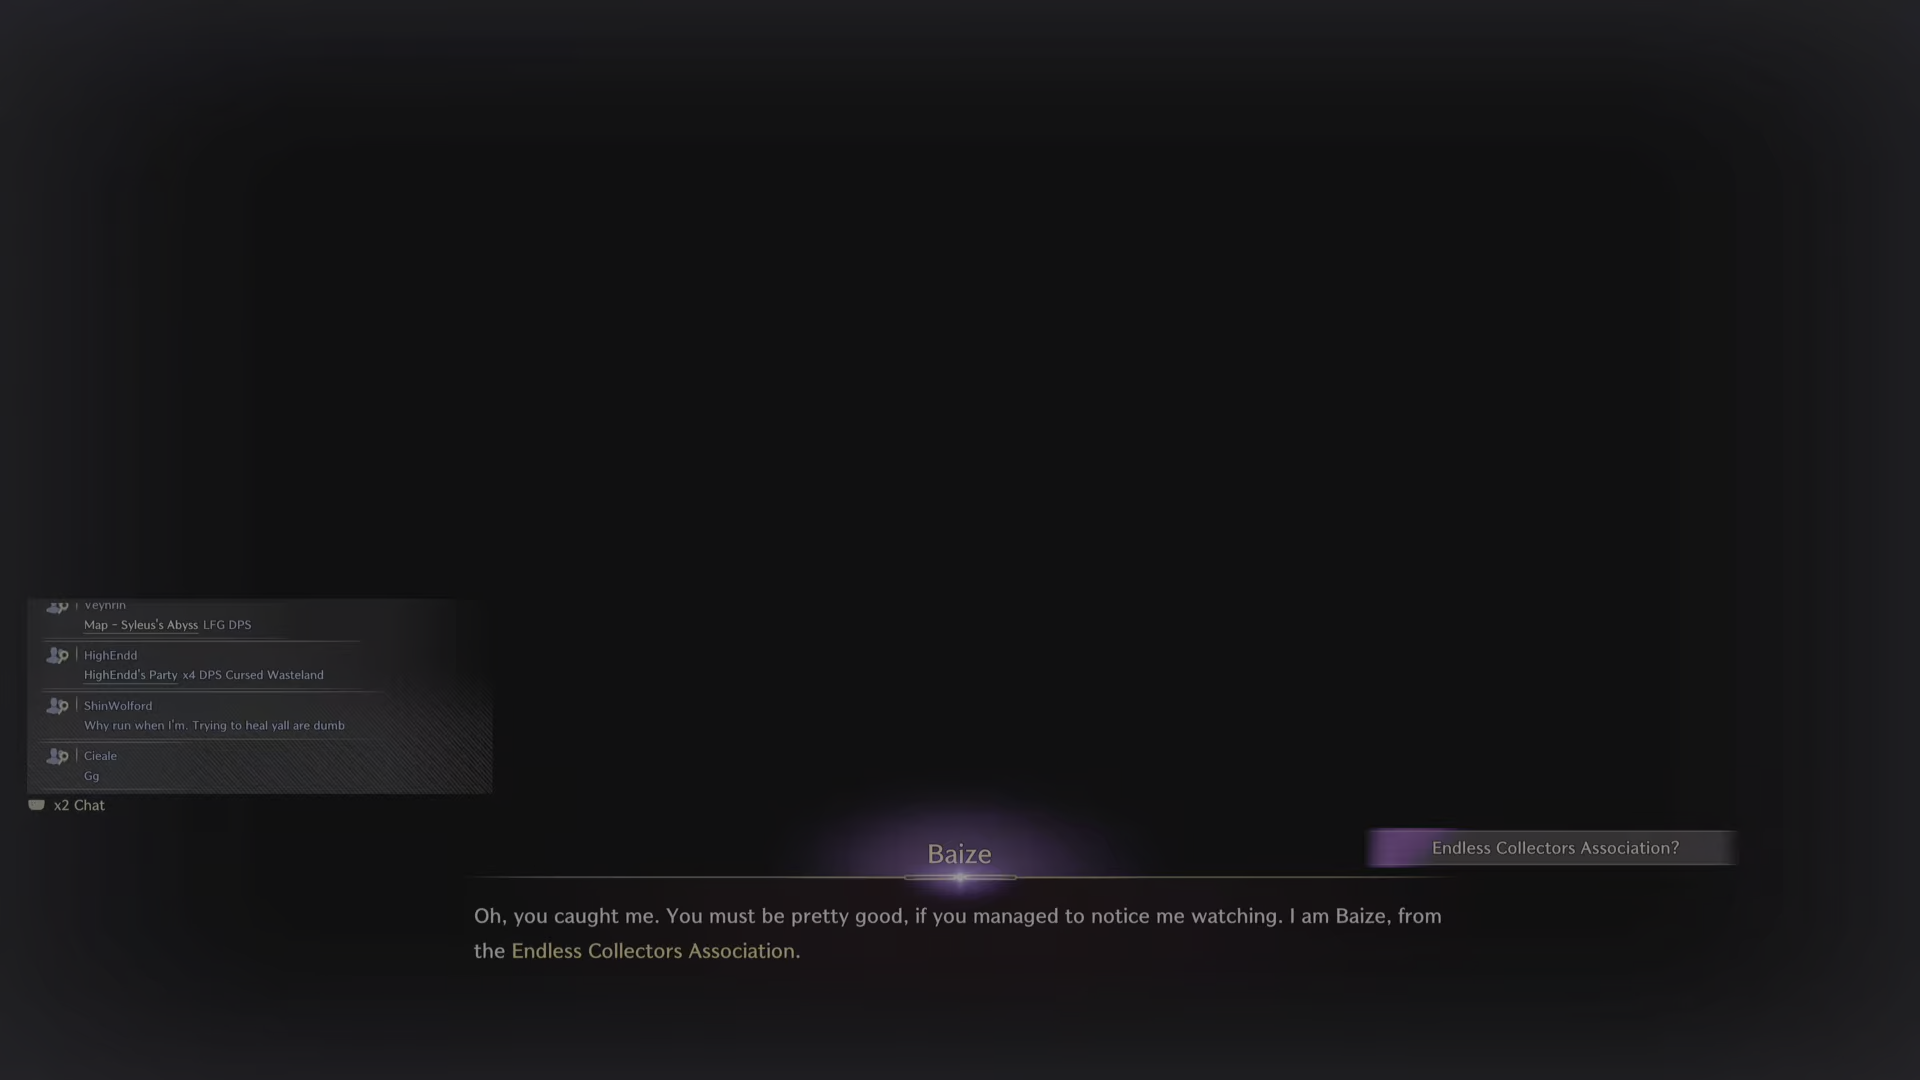 Veynrin
Map - Syleus's Abyss LFG DPS
HighEndd
HighEndd's Party x4 DPS Cursed Wasteland
ShinWolford
Why run when I'm. Trying to heal yall are dumb
Cieale
Gg
x2 Chat
Baize
Endless Collectors Association?
Oh, you caught me. You must be pretty good, if you managed to notice me watching. I am Baize, from
the Endless Collectors Association.